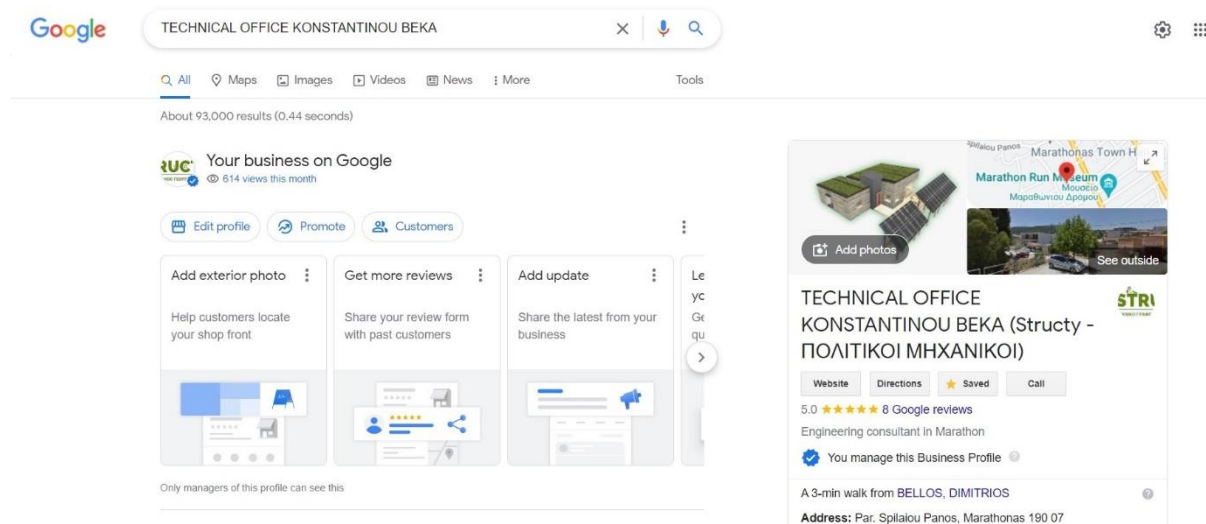 Google
TECHNICAL OFFICE KONSTANTINOU BEKA
All Maps Images Videos News More Tools
About 93,000 results (0.44 seconds)
Your business on Google
614 views this month
Edit profile Promote Customers
Add exterior photo
Help customers locate
your shop front
Get more reviews
Share your review form
with past customers
Add update
Share the latest from your
business
Only managers of this profile can see this
Marathonas Town H
Marathon Run Museum
Μουσείο
Μαραθωνιου Δρομου
Add photos
See outside
TECHNICAL OFFICE
KONSTANTINOU BEKA (Structy -
ΠΟΛΙΤΙΚΟΙ ΜΗΧΑΝΙΚΟΙ)
STRU
Website Directions Saved Call
5.0 8 Google reviews
Engineering consultant in Marathon
You manage this Business Profile
A 3-min walk from BELLOS, DIMITRIOS
Address: Par. Spilaiou Panos, Marathonas 190 07